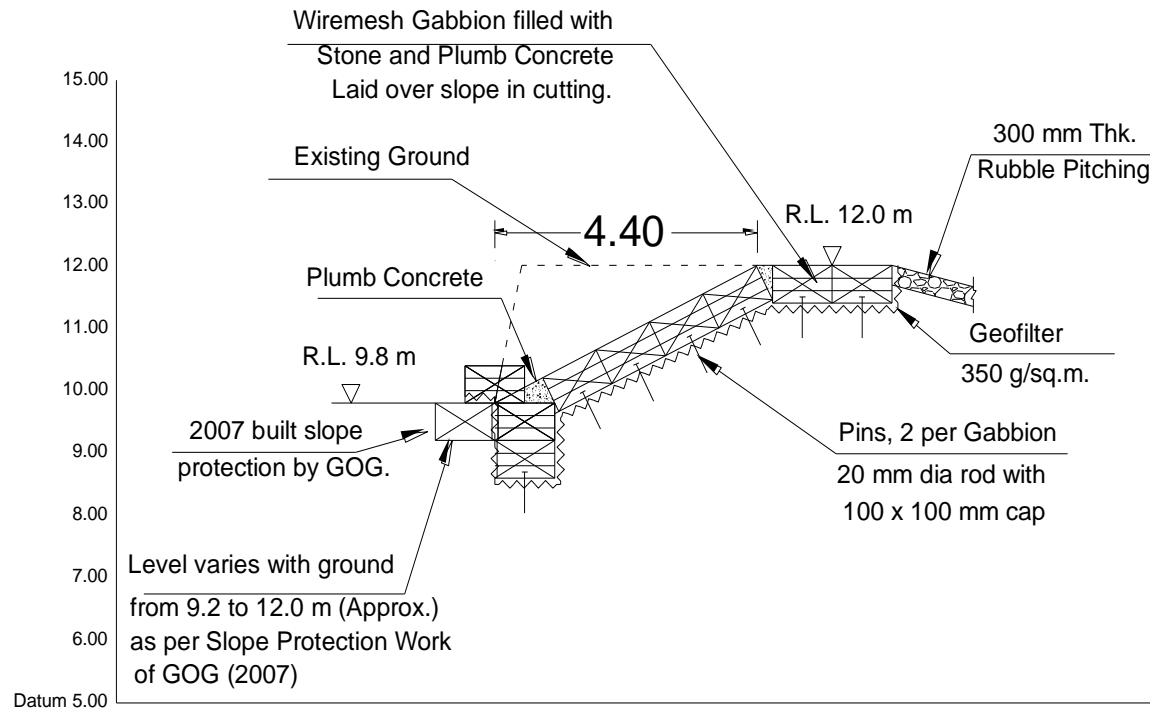 Wiremesh Gabbion filled with
Stone and Plumb Concrete
Laid over slope in cutting.
15.00
14.00
13.00
12.00
11.00
10.00
9.00
8.00
7.00
6.00
Datum 5.00
300 mm Thk.
Rubble Pitching
Existing Ground
R.L. 12.0 m
4.40
Plumb Concrete
R.L. 9.8 m
Geofilter
350 g/sq.m.
2007 built slope
protection by GOG.
Pins, 2 per Gabbion
20 mm dia rod with
100 x 100 mm cap
Level varies with ground
from 9.2 to 12.0 m (Approx.)
as per Slope Protection Work
of GOG (2007)